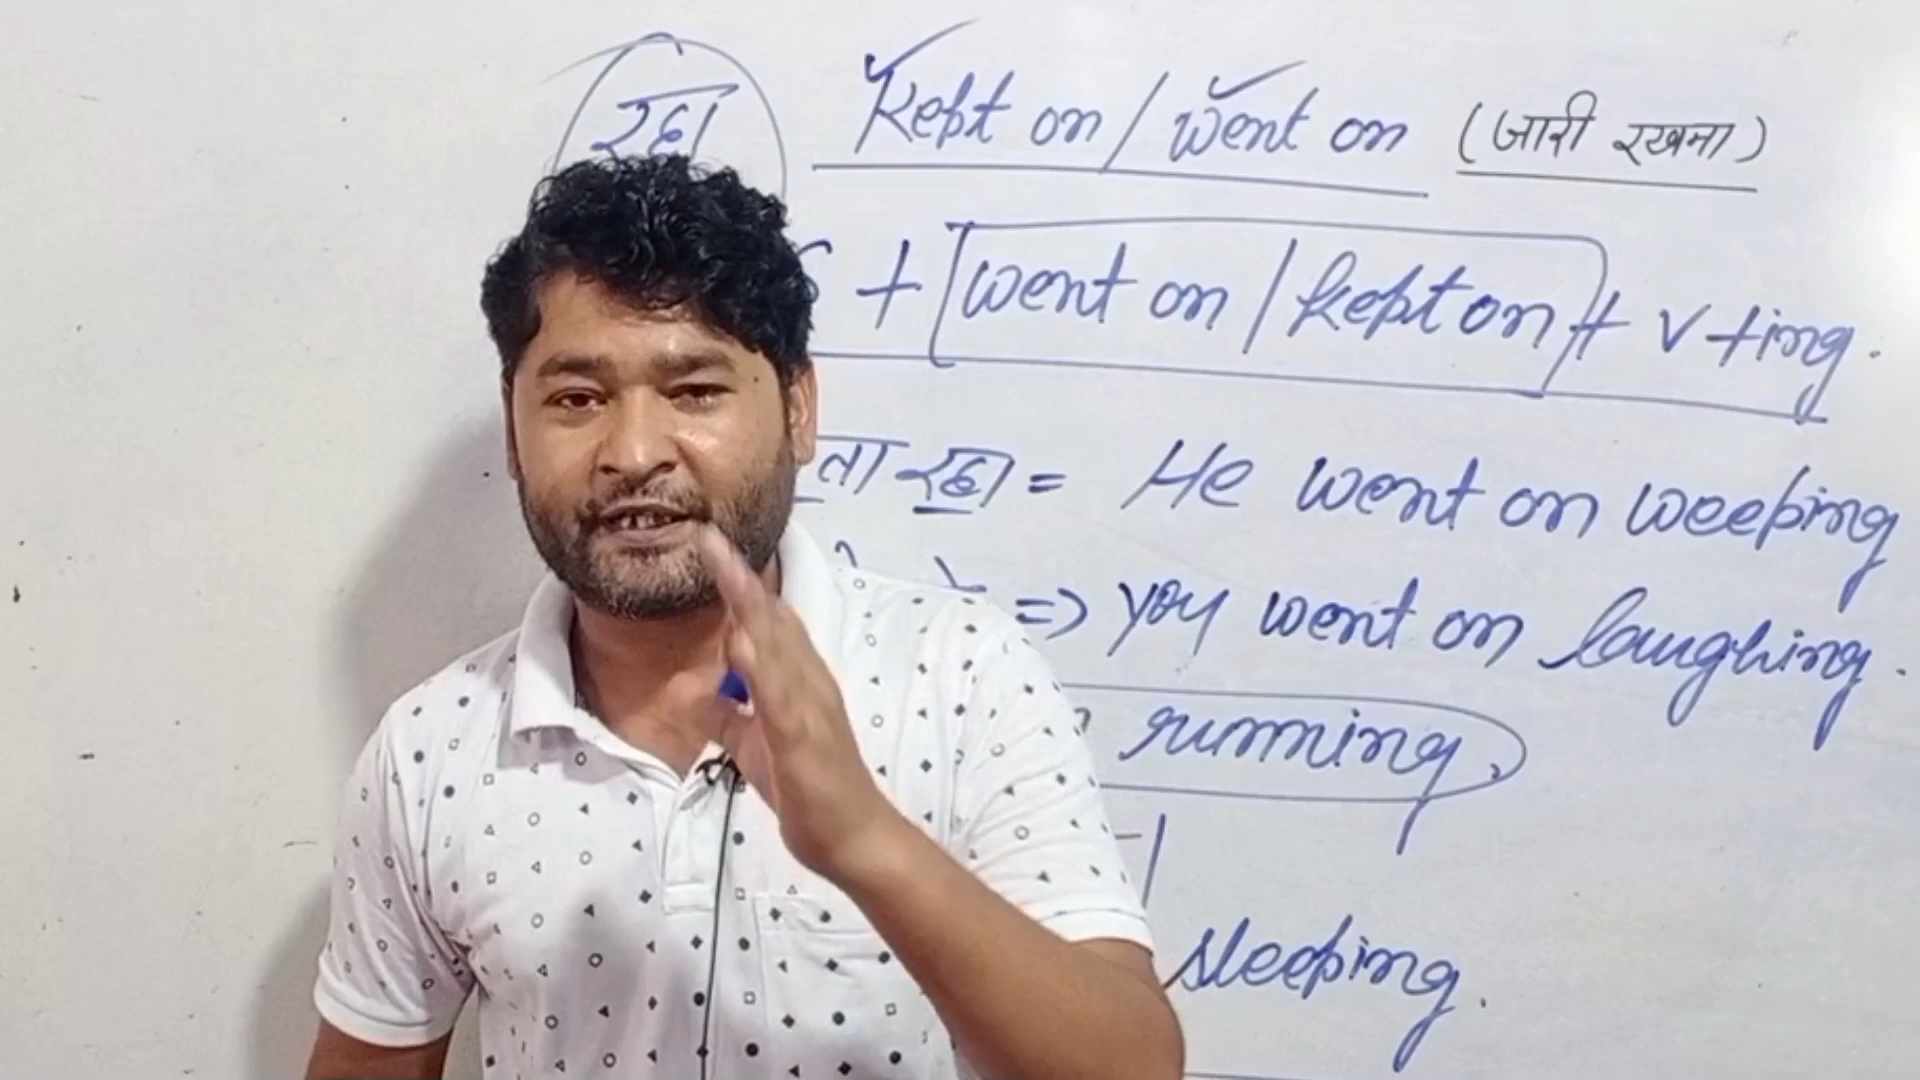 रहा Kept on / Went on (जारी रखना)
S + [went on / kept on] + v + ing.
ता रहा = He went on weeping
=> you went on laughing.
running.
sleeping.